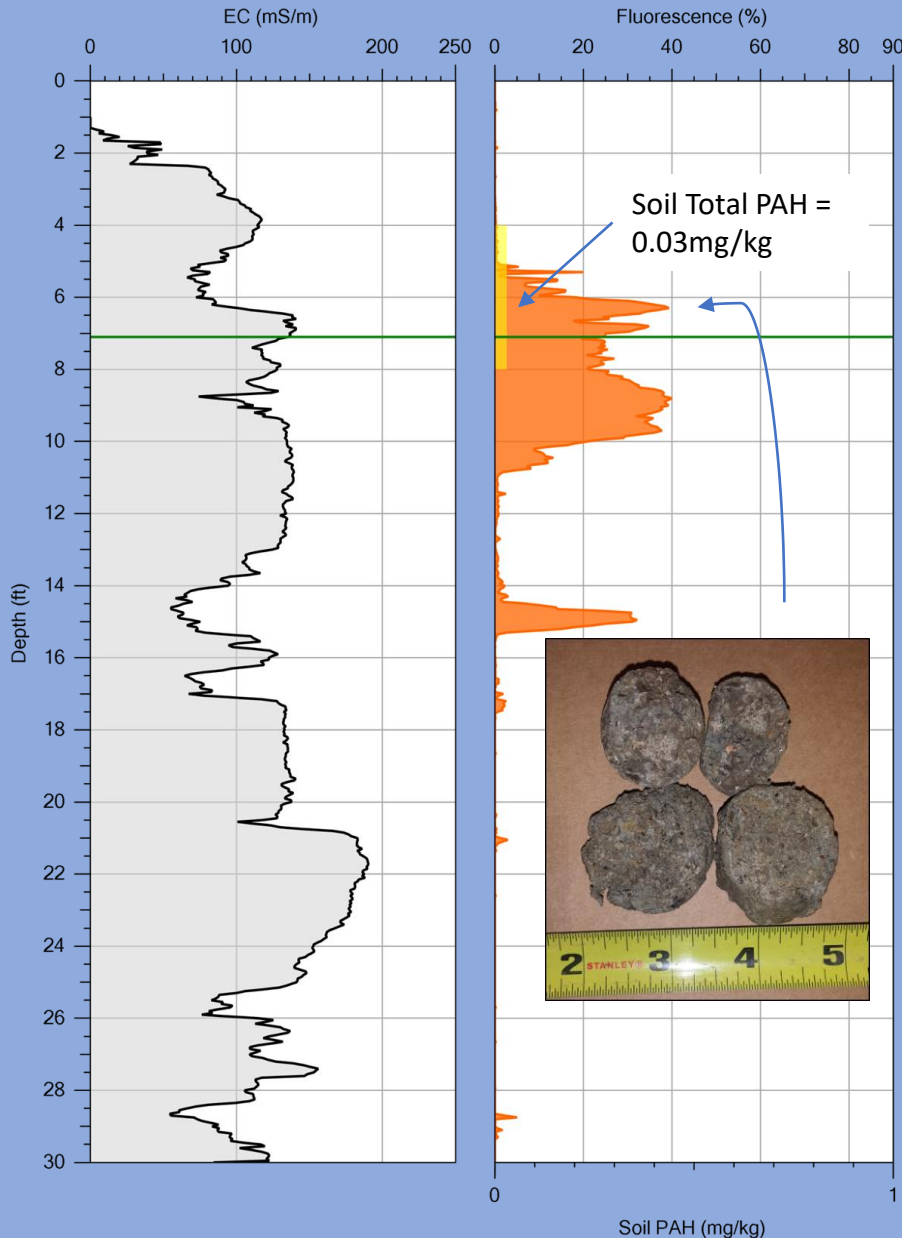 EC (mS/m)
Fluorescence (%)
0 100 200 250
0 20 40 60 80 90
0
2
4
6
8
10
12
14
16
18
20
22
24
26
28
30
Depth (ft)
Soil Total PAH =
0.03mg/kg
2 STANLEY® 3 4 5
0 1
Soil PAH (mg/kg)